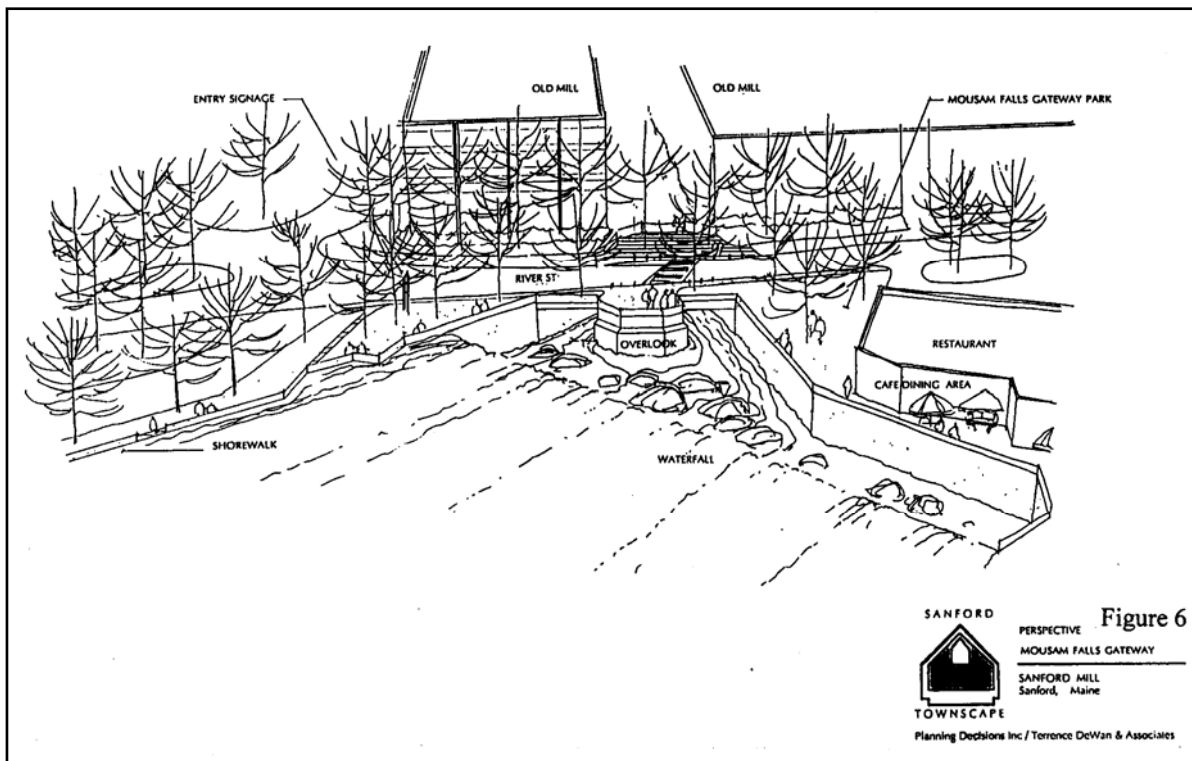 OLD MILL
OLD MILL
ENTRY SIGNAGE
MOUSAM FALLS GATEWAY PARK
RIVER ST
OVERLOOK
RESTAURANT
CAFE DINING AREA
SHOREWALK
WATERFALL
SANFORD
TOWNSCAPE
PERSPECTIVE
Figure 6
MOUSAM FALLS GATEWAY
SANFORD MILL
Sanford, Maine
Planning Decisions Inc / Terrence DeWan & Associates